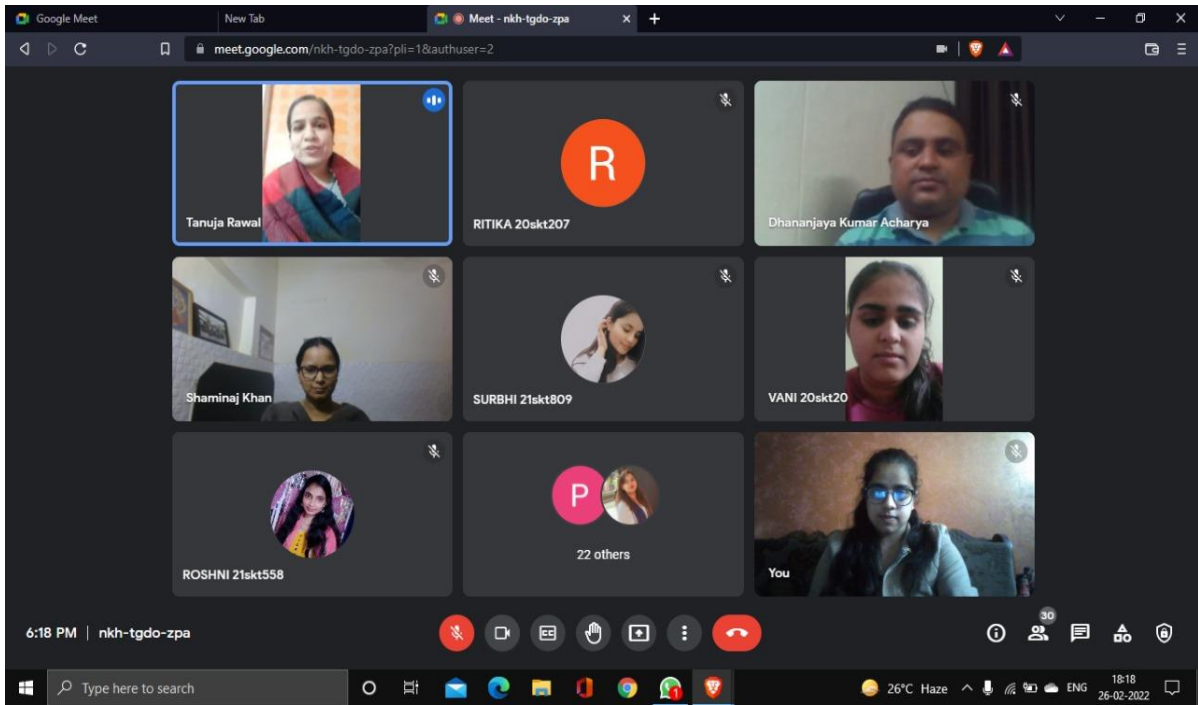 Google Meet
New Tab
Meet - nkh-tgdo-zpa
meet.google.com/nkh-tgdo-zpa?pli=1&authuser=2
Tanuja Rawal
R
RITIKA 20skt207
Dhananjaya Kumar Acharya
Shaminaj Khan
SURBHI 21skt809
VANI 20skt20
ROSHNI 21skt558
P
22 others
You
6:18 PM | nkh-tgdo-zpa
CC
30
Type here to search
26°C Haze
ENG
18:18
26-02-2022